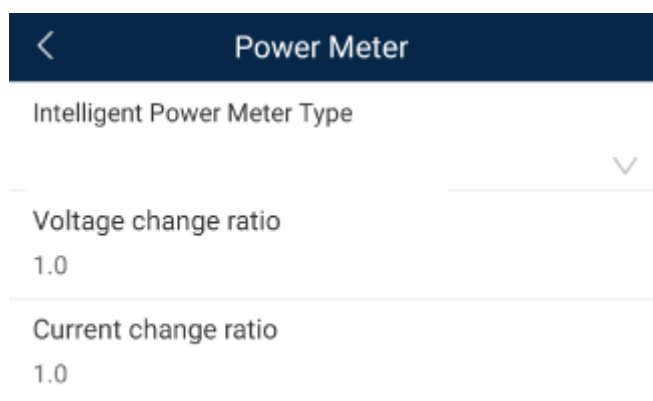 Power Meter
Intelligent Power Meter Type
Voltage change ratio
1.0
Current change ratio
1.0